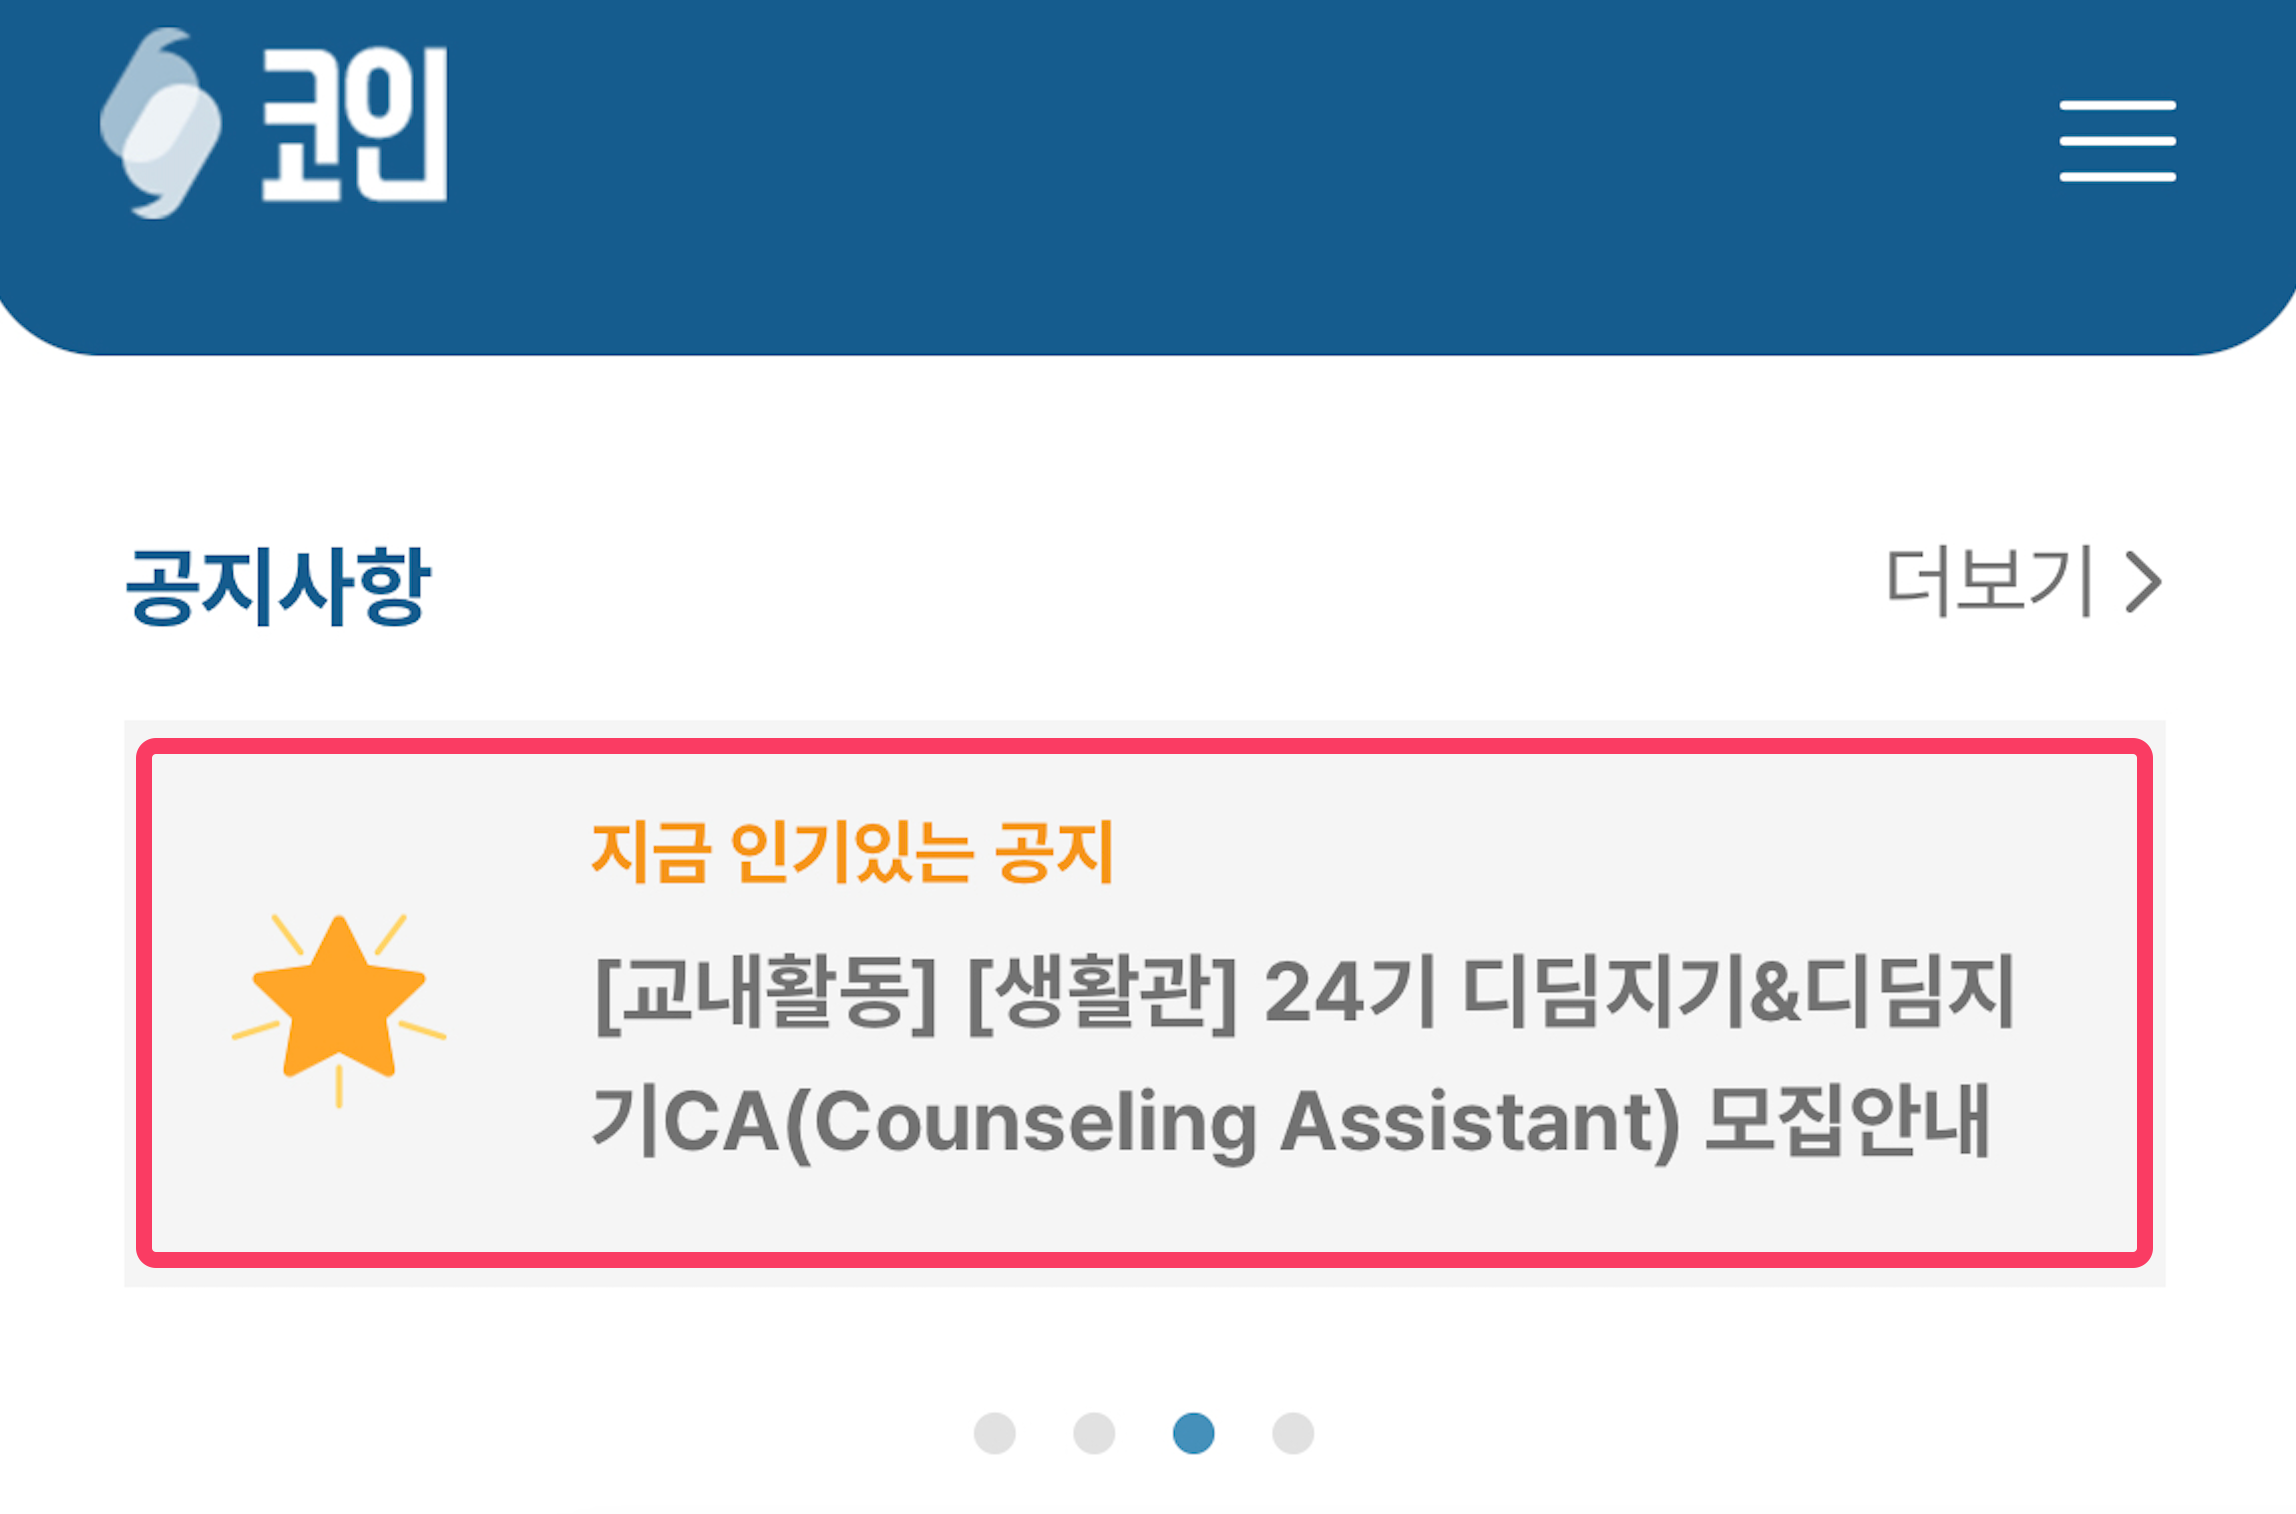 코인
공지사항
더보기
지금 인기있는 공지
[교내활동] [생활관] 24기 디딤지기&디딤지
기CA(Counseling Assistant) 모집안내